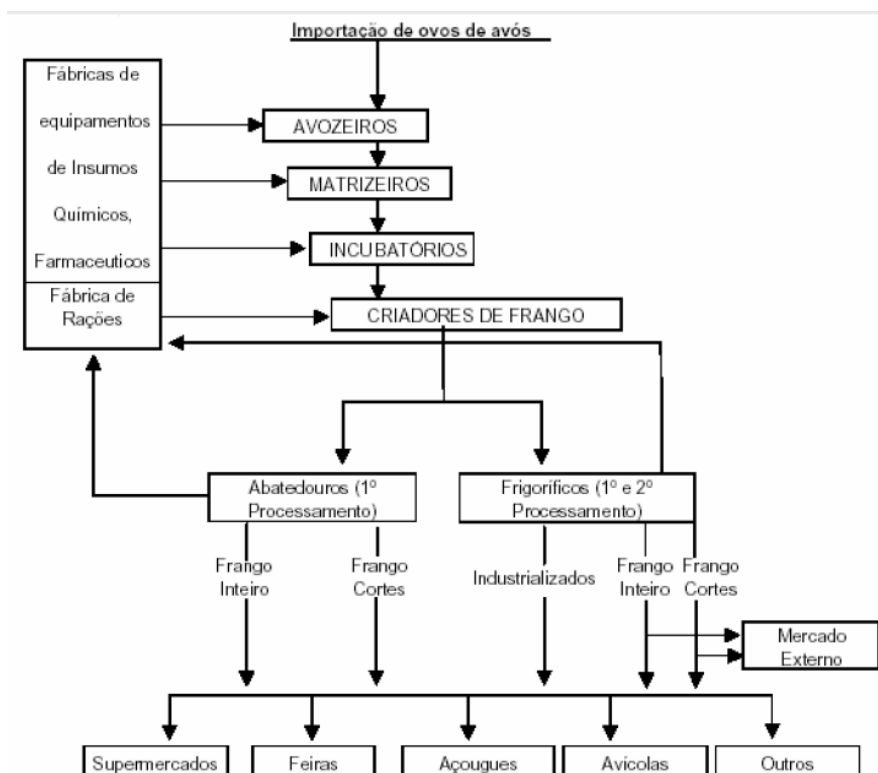 Importação de ovos de avós
Fábricas de
equipamentos
de Insumos
Químicos,
Farmaceuticos
Fábrica de
Rações
AVOZEIROS
MATRIZEIROS
INCUBATÓRIOS
CRIADORES DE FRANGO
Abatedouros (1º
Processamento)
Frigoríficos (1º e 2º
Processamento)
Frango
Inteiro
Frango
Cortes
Industrializados
Frango
Inteiro
Frango
Cortes
Mercado
Externo
Supermercados
Feiras
Açougues
Avícolas
Outros